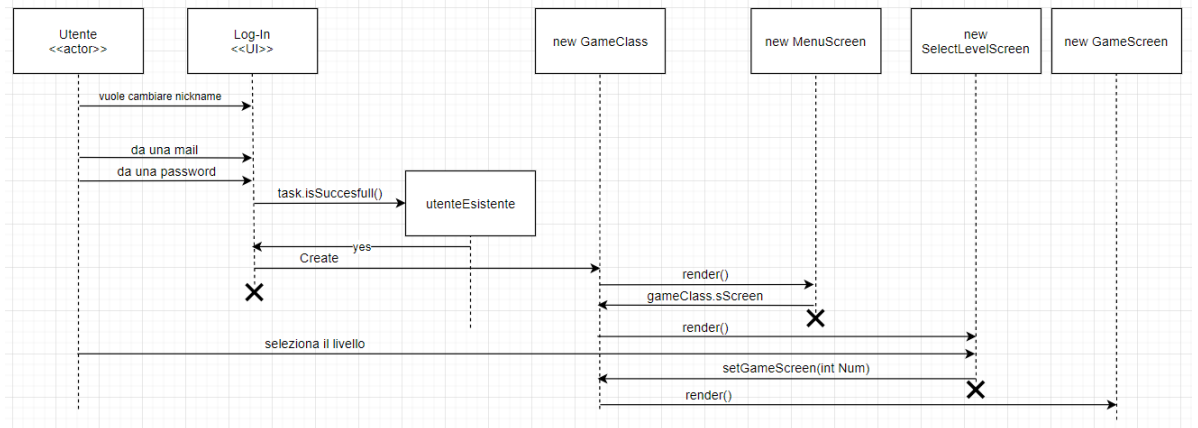 Utente
<<actor>>
Log-In
<<UI>>
new GameClass
new MenuScreen
new
SelectLevelScreen
new GameScreen
vuole cambiare nickname
da una mail
da una password
task.isSuccesfull()
utenteEsistente
yes
Create
render()
gameClass.sScreen
render()
seleziona il livello
setGameScreen(int Num)
render()